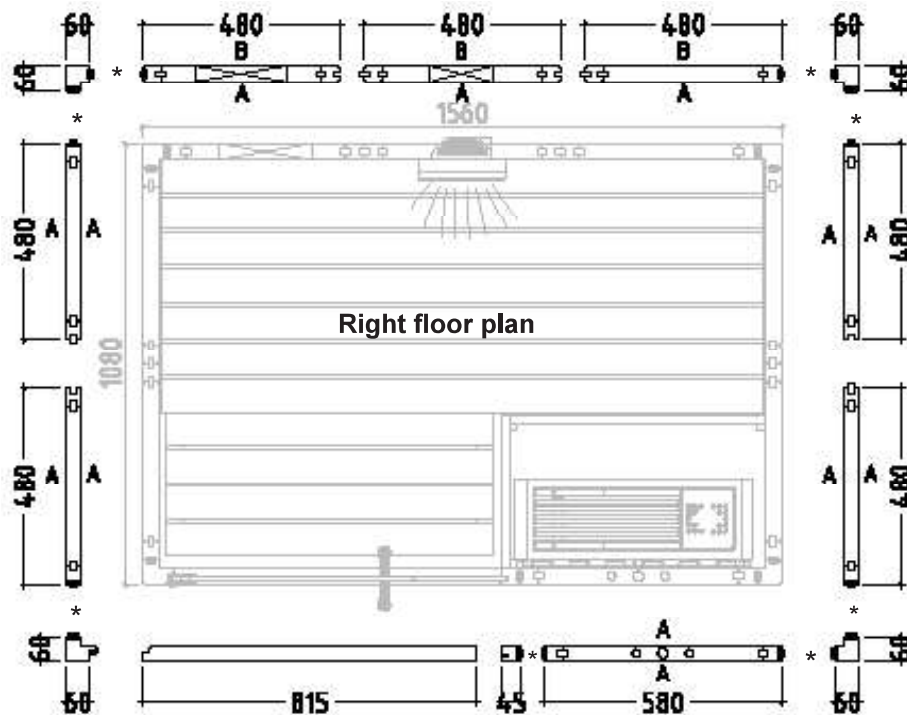 60 480 480 480 60
B B B
60 * * 60
A A A
* 1560 *
480 A A A A 480
Right floor plan
1080
480 A A A A 480
* *
A
60 * * 60
A
60 815 45 580 60